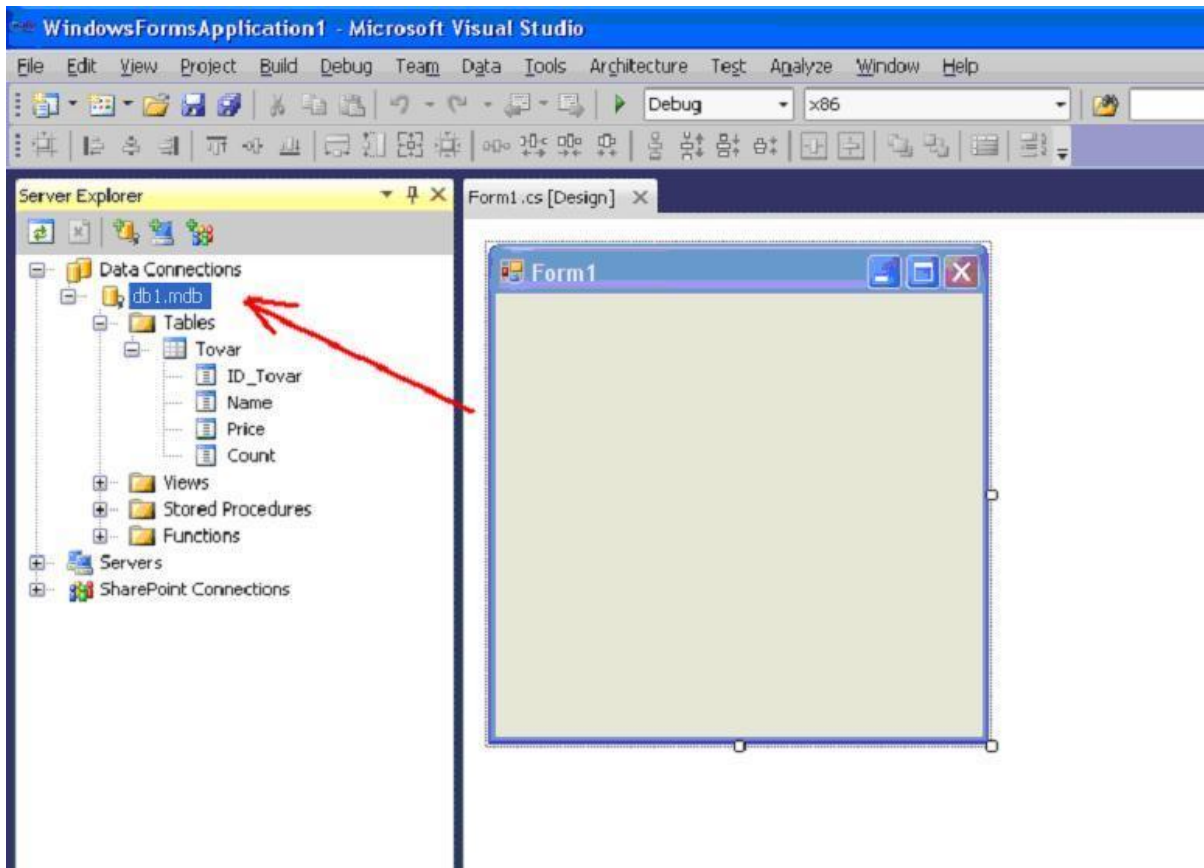 WindowsFormsApplication1 - Microsoft Visual Studio
File Edit View Project Build Debug Team Data Tools Architecture Test Analyze Window Help
Debug x86
Server Explorer
Form1.cs [Design]
Data Connections
Form1
db1.mdb
Tables
Tovar
ID_Tovar
Name
Price
Count
Views
Stored Procedures
Functions
Servers
SharePoint Connections